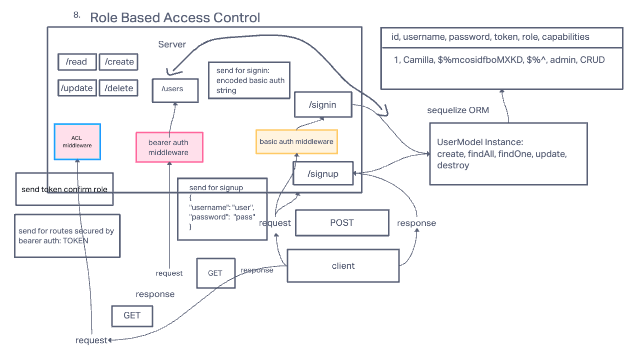 8. Role Based Access Control
id, username, password, token, role, capabilities
1, Camilla, $%mcosidfboMXKD, $%^, admin, CRUD
Server
/read
/create
/update
/delete
/users
send for signin:
encoded basic auth
string
/signin
sequelize ORM
ACL
middleware
bearer auth
middleware
basic auth middleware
UserModel Instance:
create, findAll, findOne, update,
destroy
/signup
send token confirm role
send for signup
{
"username": "user",
"password": "pass"
}
send for routes secured by
bearer auth: TOKEN
request
POST
response
client
request
GET
response
response
GET
request